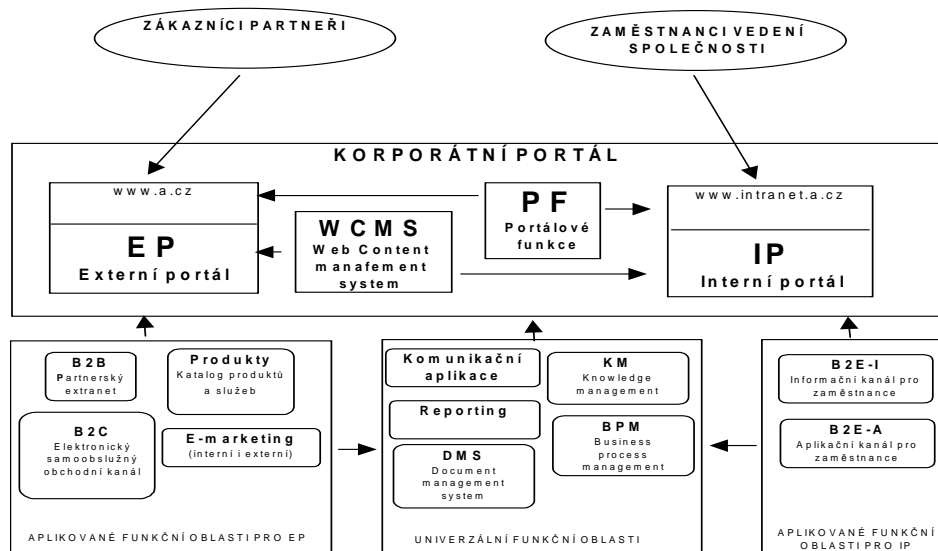 ZÁKAZNÍCI PARTNEŘI
ZAMĚSTNANCI VEDENÍ
SPOLEČNOSTI
KORPORÁTNÍ PORTÁL
www.a.cz
EP
Externí portál
WCMS
Web Content
manafement
system
PF
Portálové
funkce
www.intranet.a.cz
IP
Interní portál
B2B
Partnerský
extranet
Produkty
Katalog produktů
a služeb
B2C
Elektronický
samoobslužný
obchodní kanál
E-marketing
(interní i externí)
APLIKOVANÉ FUNKČNÍ OBLASTI PRO EP
Komunikační
aplikace
KM
Knowledge
management
Reporting
BPM
Business
process
management
DMS
Document
management
system
UNIVERZÁLNÍ FUNKČNÍ OBLASTI
B2E-I
Informační kanál pro
zaměstnance
B2E-A
Aplikační kanál pro
zaměstnance
APLIKOVANÉ FUNKČNÍ
OBLASTI PRO IP